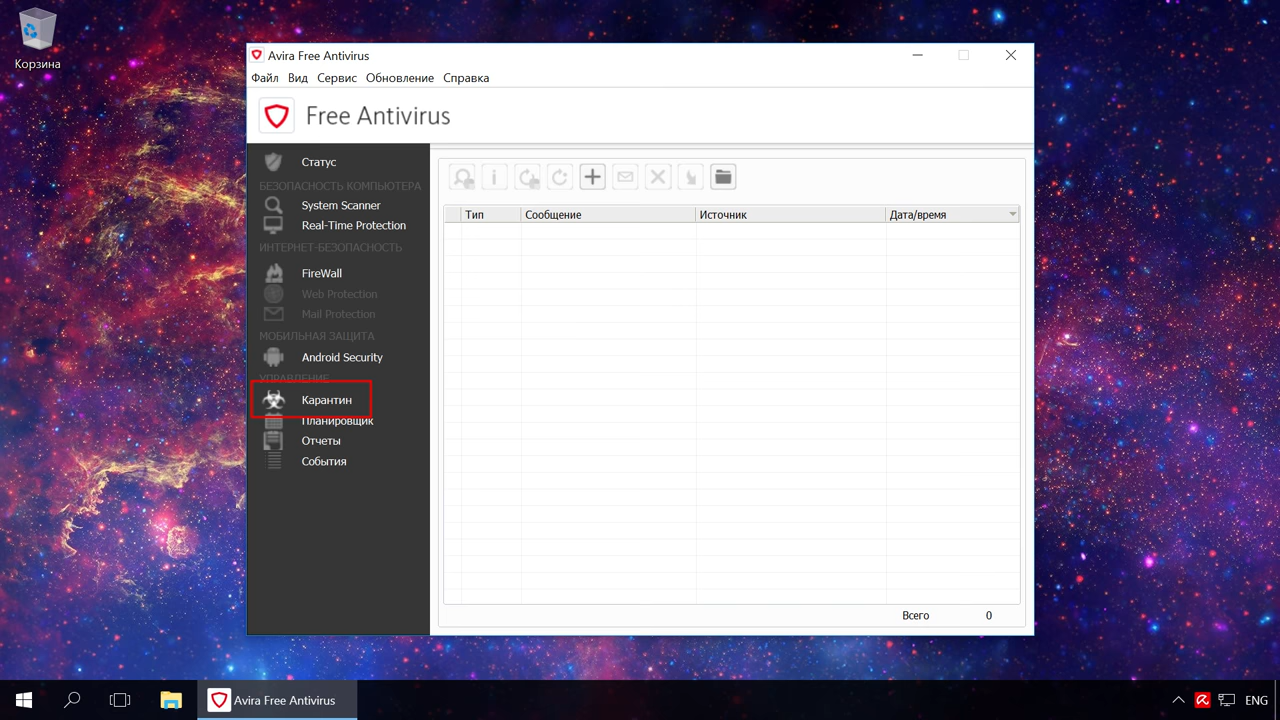 Корзина
Avira Free Antivirus
Файл Вид Сервис Обновление Справка
Free Antivirus
Статус
БЕЗОПАСНОСТЬ КОМПЬЮТЕРА
System Scanner
Real-Time Protection
ИНТЕРНЕТ-БЕЗОПАСНОСТЬ
FireWall
Web Protection
Mail Protection
МОБИЛЬНАЯ ЗАЩИТА
Android Security
УПРАВЛЕНИЕ
Карантин
Планировщик
Отчеты
События
Тип Сообщение Источник Дата/время
Всего 0
Avira Free Antivirus
ENG